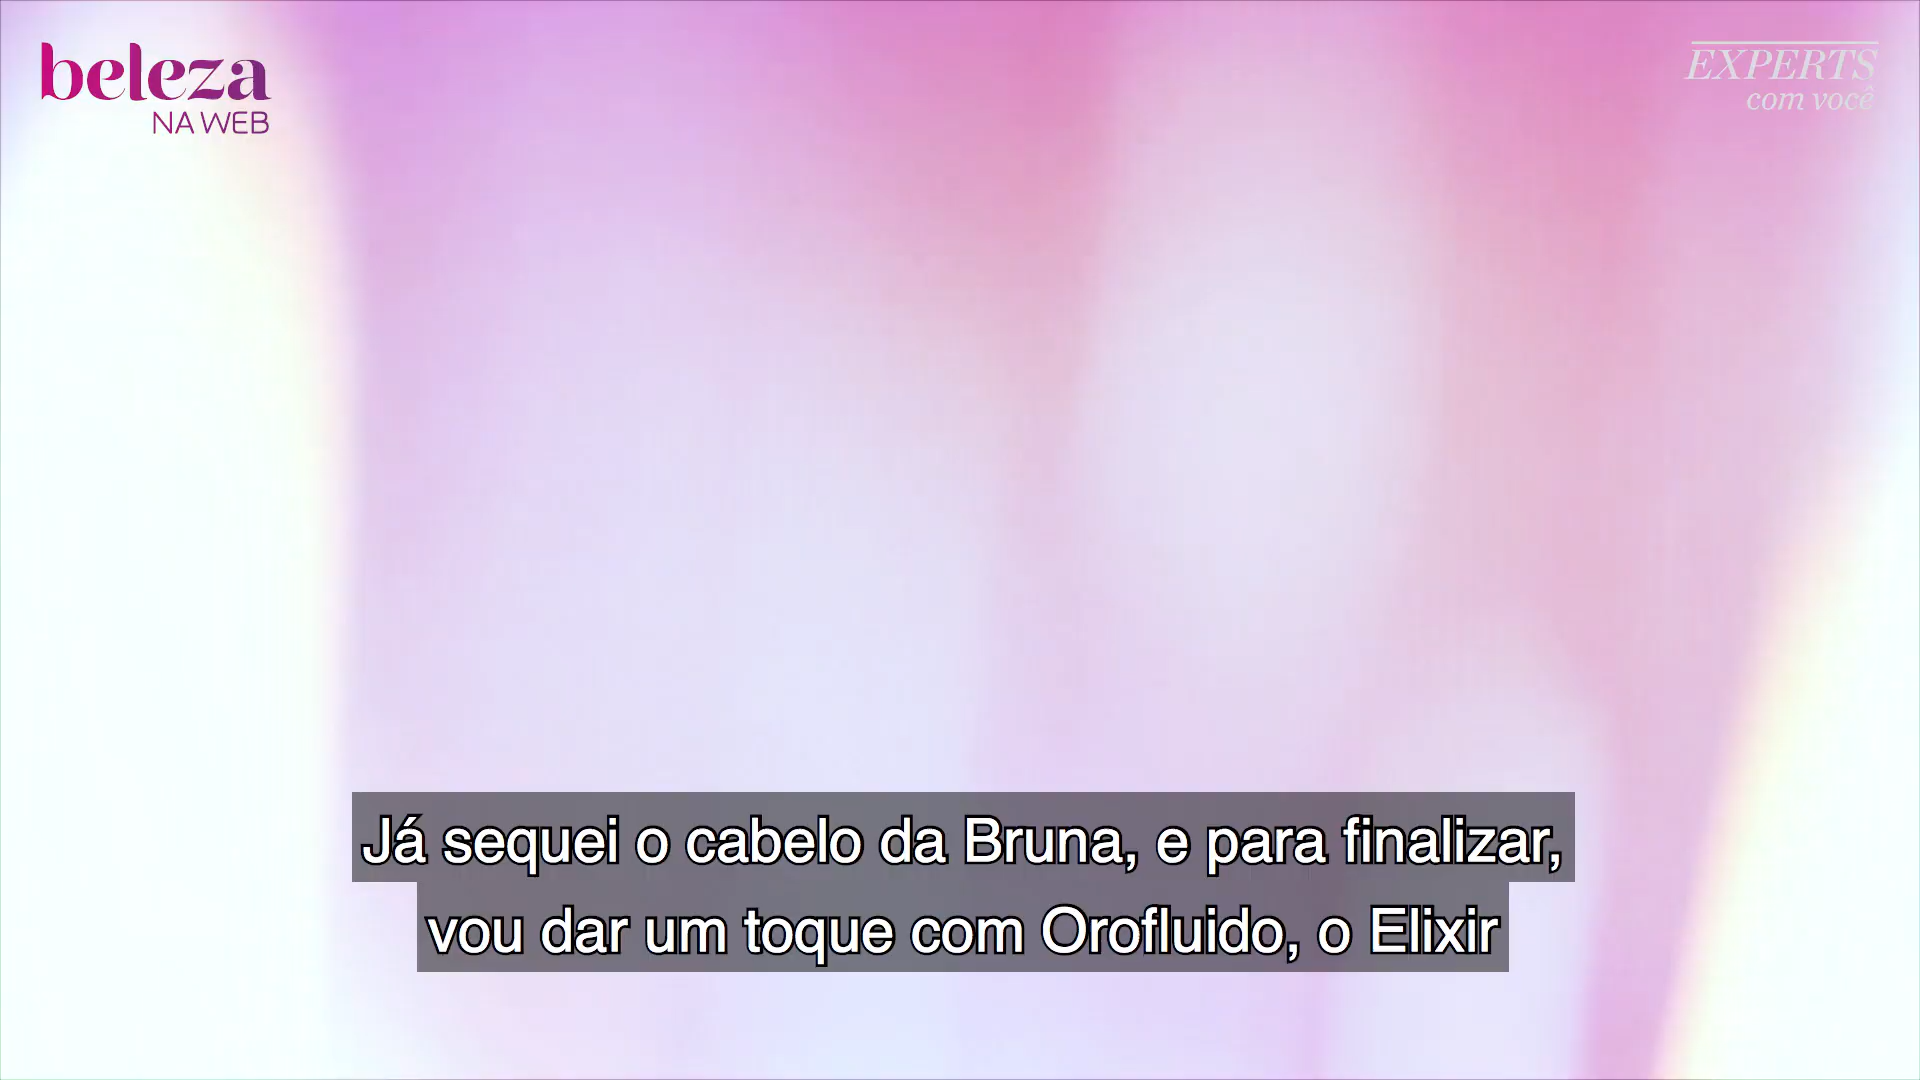 beleza
NA WEB
EXPERTS
com você
Já sequei o cabelo da Bruna, e para finalizar,
vou dar um toque com Orofluido, o Elixir